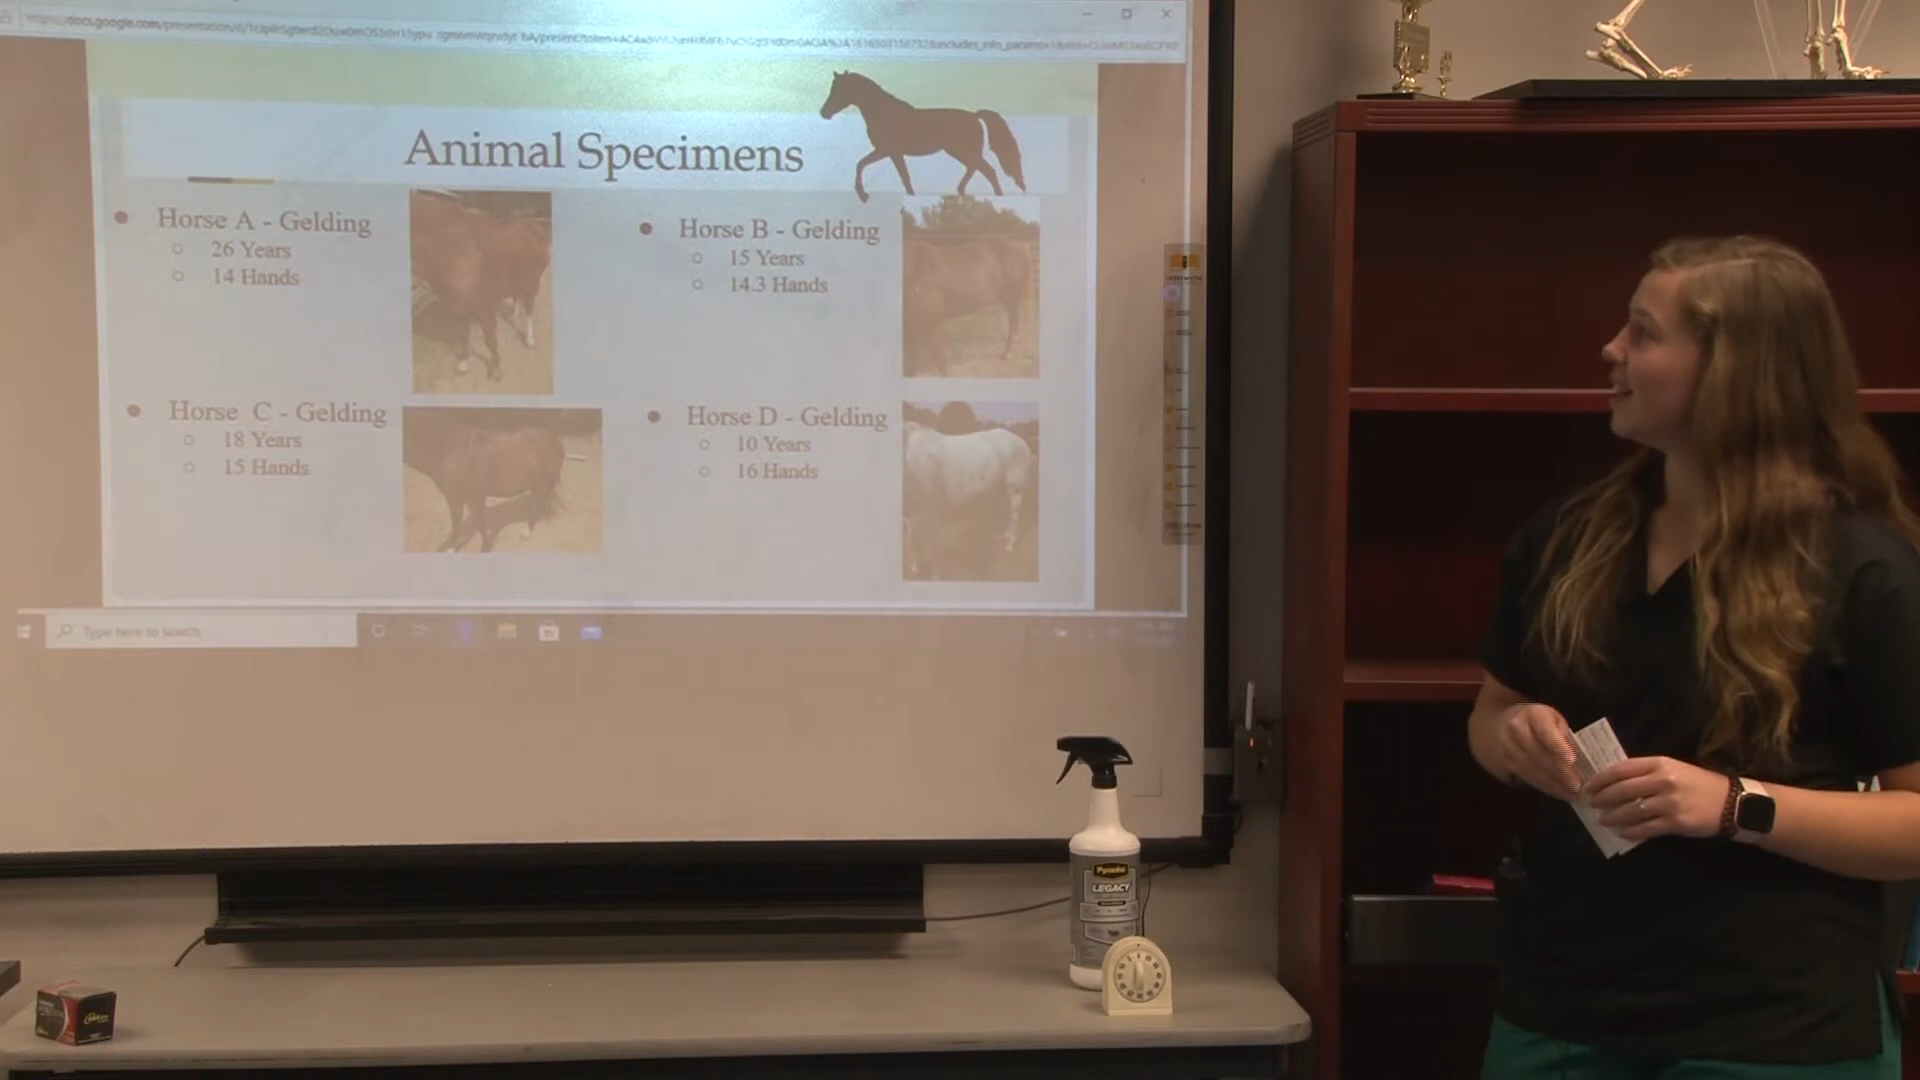 Animal Specimens
Horse A - Gelding
26 Years
14 Hands
Horse B - Gelding
15 Years
14.3 Hands
Horse C - Gelding
18 Years
15 Hands
Horse D - Gelding
10 Years
16 Hands
Type here to search
Pyranha
LEGACY